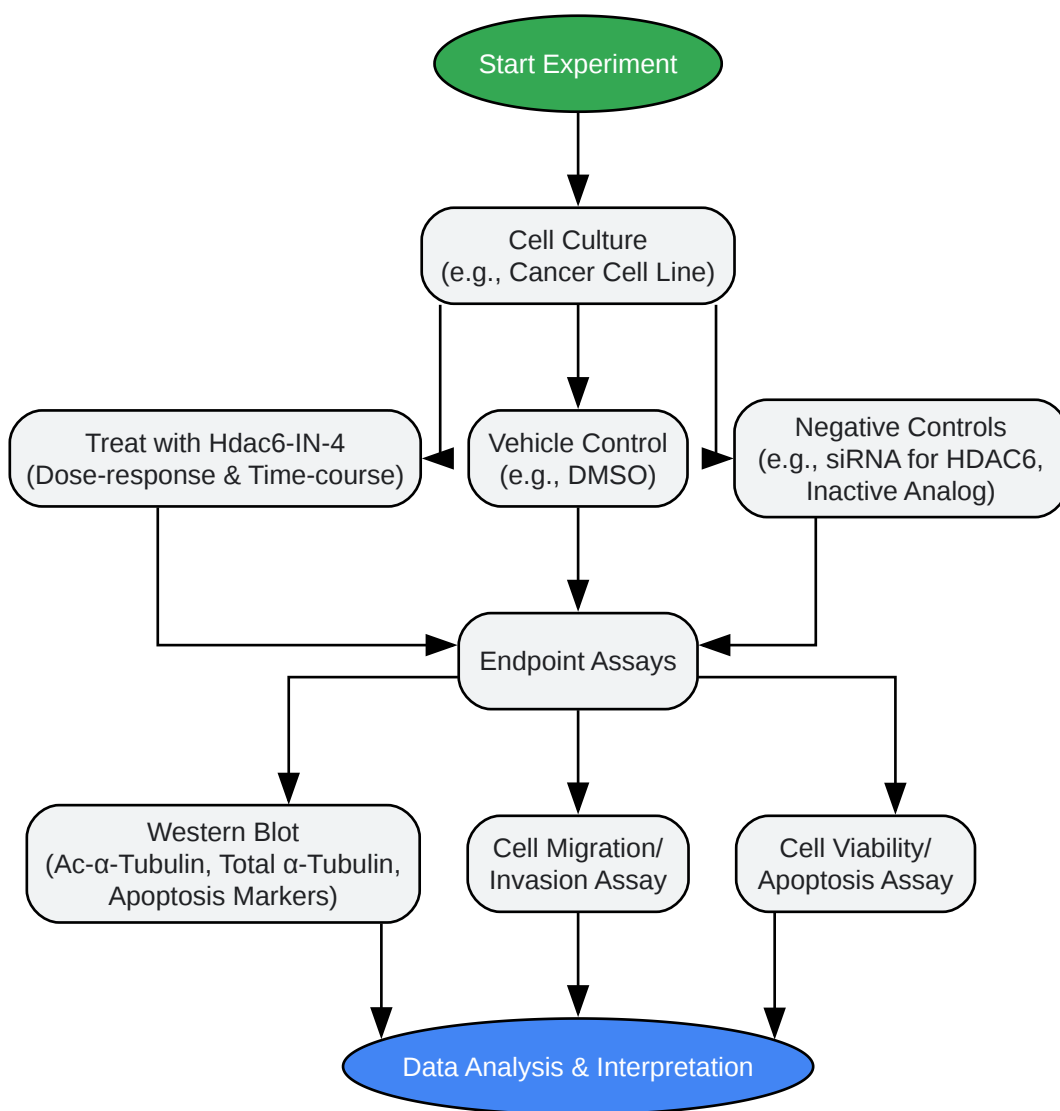 Start Experiment
Cell Culture
(e.g., Cancer Cell Line)
Treat with Hdac6-IN-4
(Dose-response & Time-course)
Vehicle Control
(e.g., DMSO)
Negative Controls
(e.g., siRNA for HDAC6,
Inactive Analog)
Endpoint Assays
Western Blot
(Ac-α-Tubulin, Total α-Tubulin,
Apoptosis Markers)
Cell Migration/
Invasion Assay
Cell Viability/
Apoptosis Assay
Data Analysis & Interpretation